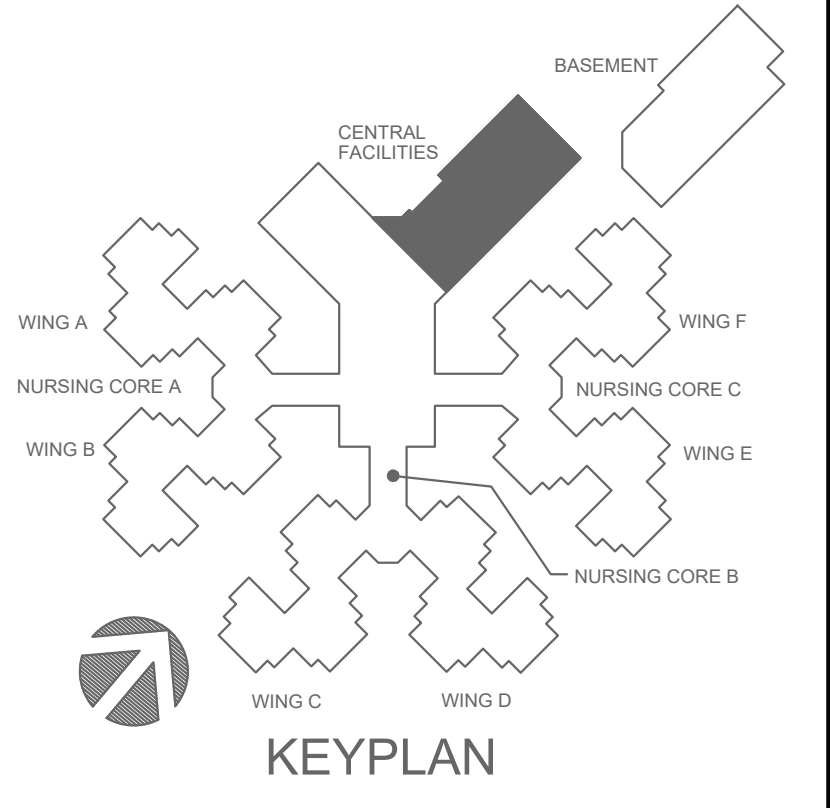 BASEMENT
CENTRAL
FACILITIES
WING A
WING F
NURSING CORE A
NURSING CORE C
WING B
WING E
NURSING CORE B
WING C
WING D
KEYPLAN